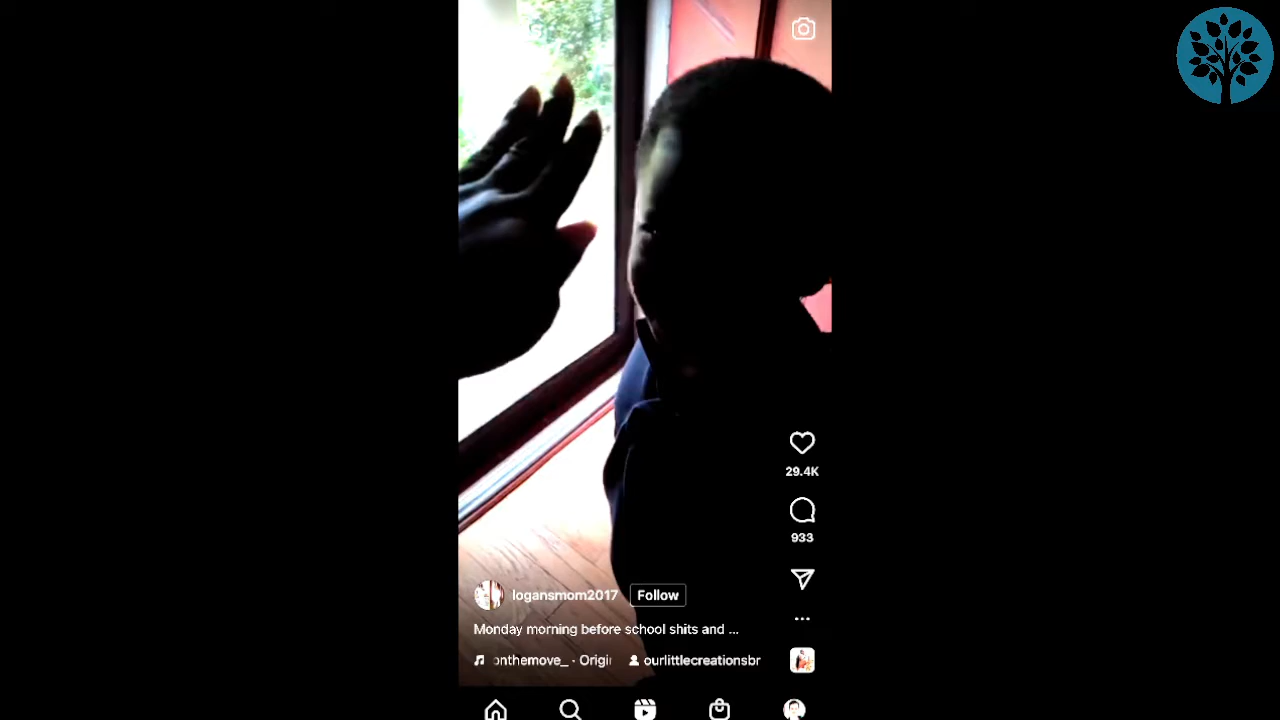 29.4K
933
logansmom2017 Follow
Monday morning before school shits and ...
onthemove_ · Origi ourlittlecreationsbr